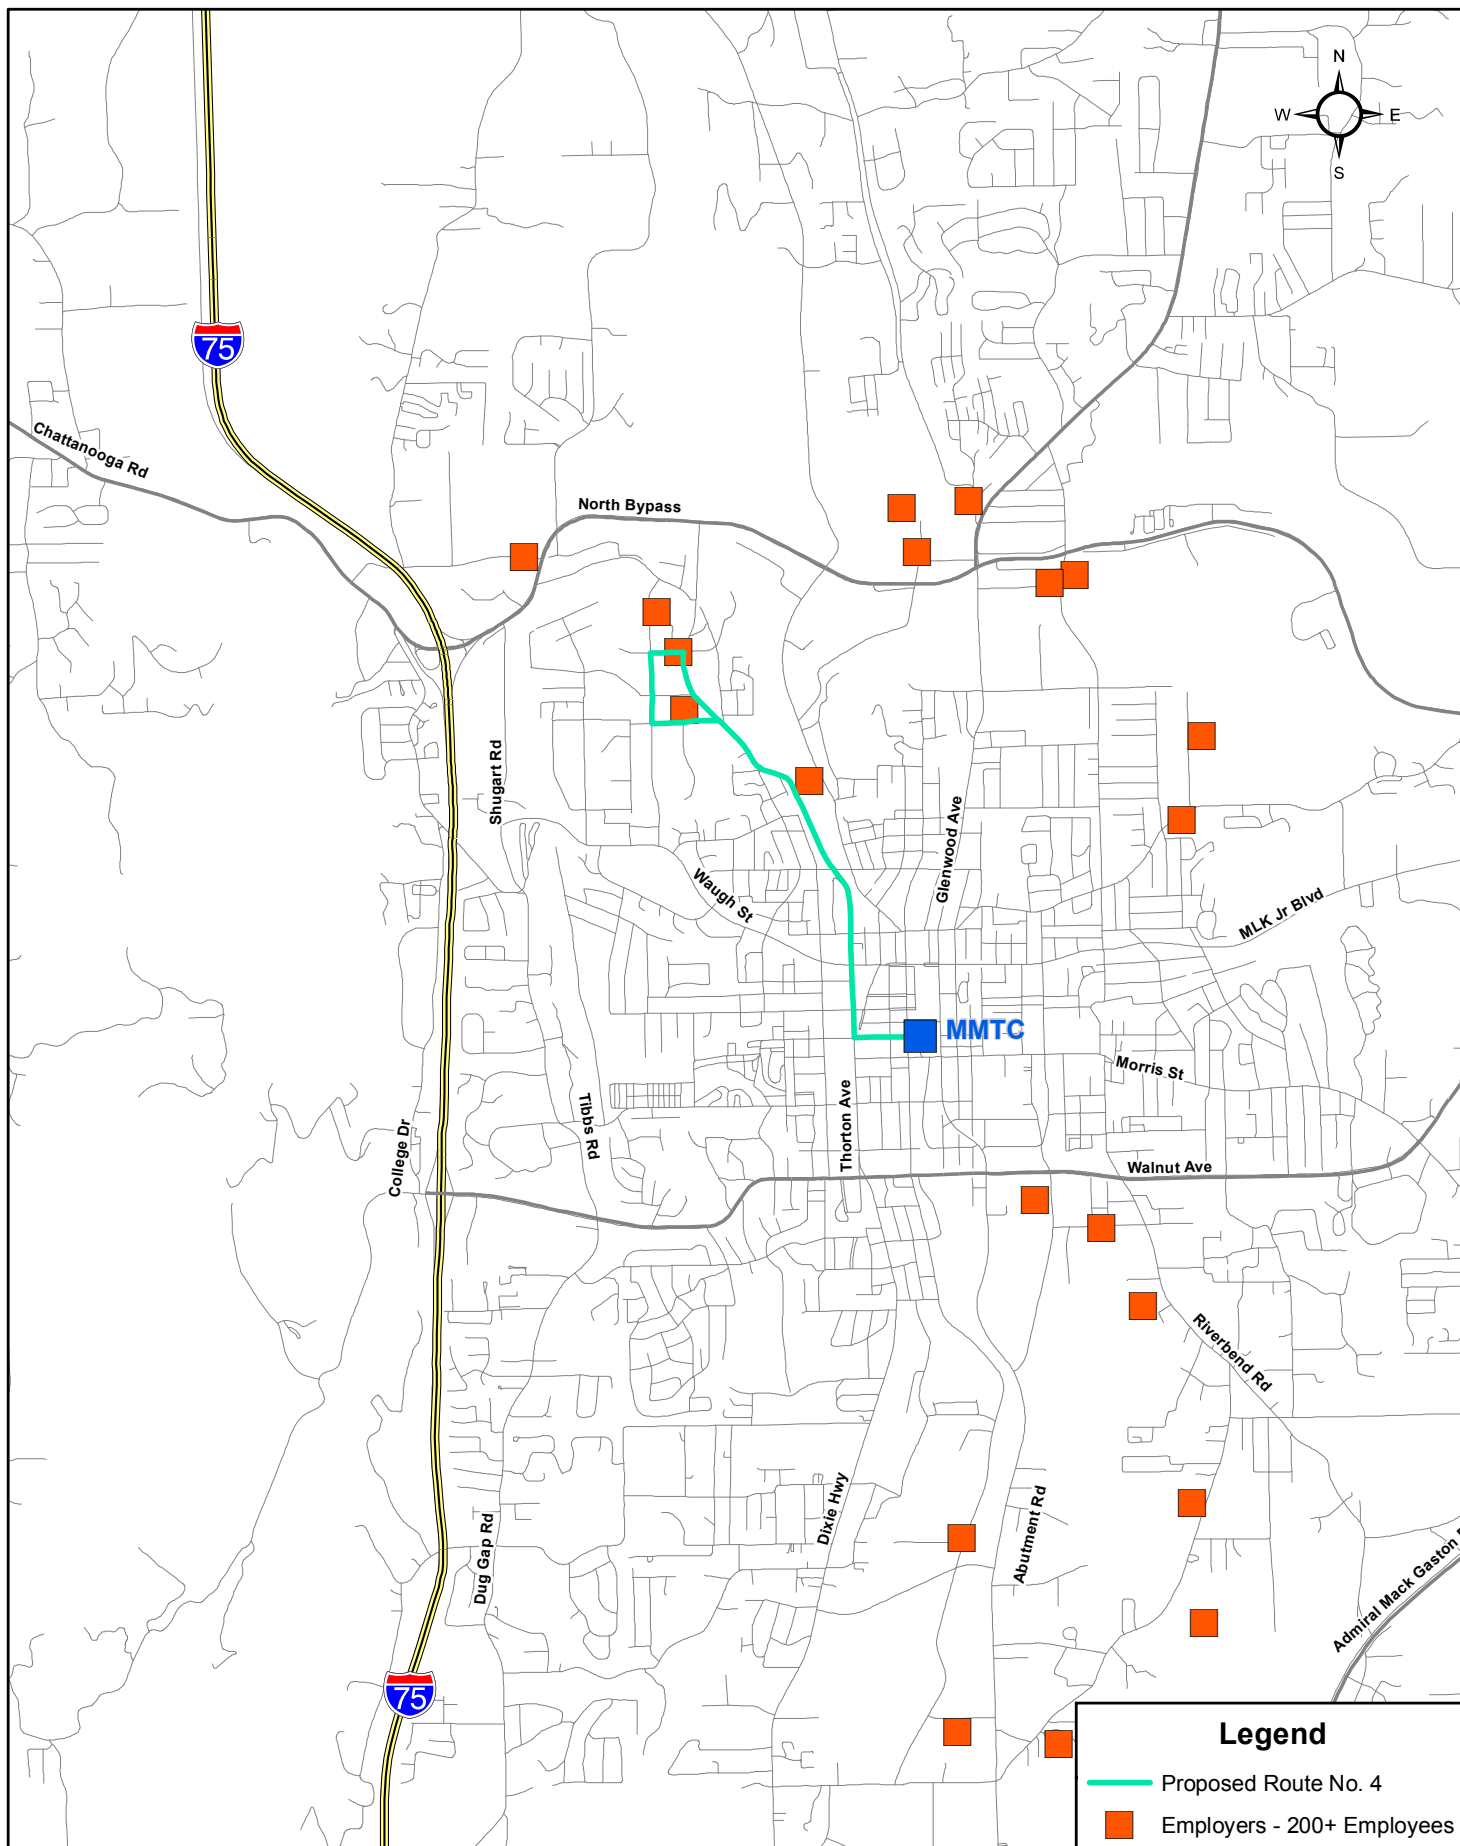 N
W E
S
75
Chattanooga Rd
North Bypass
Shugart Rd
Glenwood Ave
Waugh St
MLK Jr Blvd
MMTC
Morris St
Thorton Ave
Tibbs Rd
College Dr
Walnut Ave
Riverbend Rd
Dixie Hwy
Abutment Rd
Dug Gap Rd
Admiral Mack Gaston
75
Legend
Proposed Route No. 4
Employers - 200+ Employees